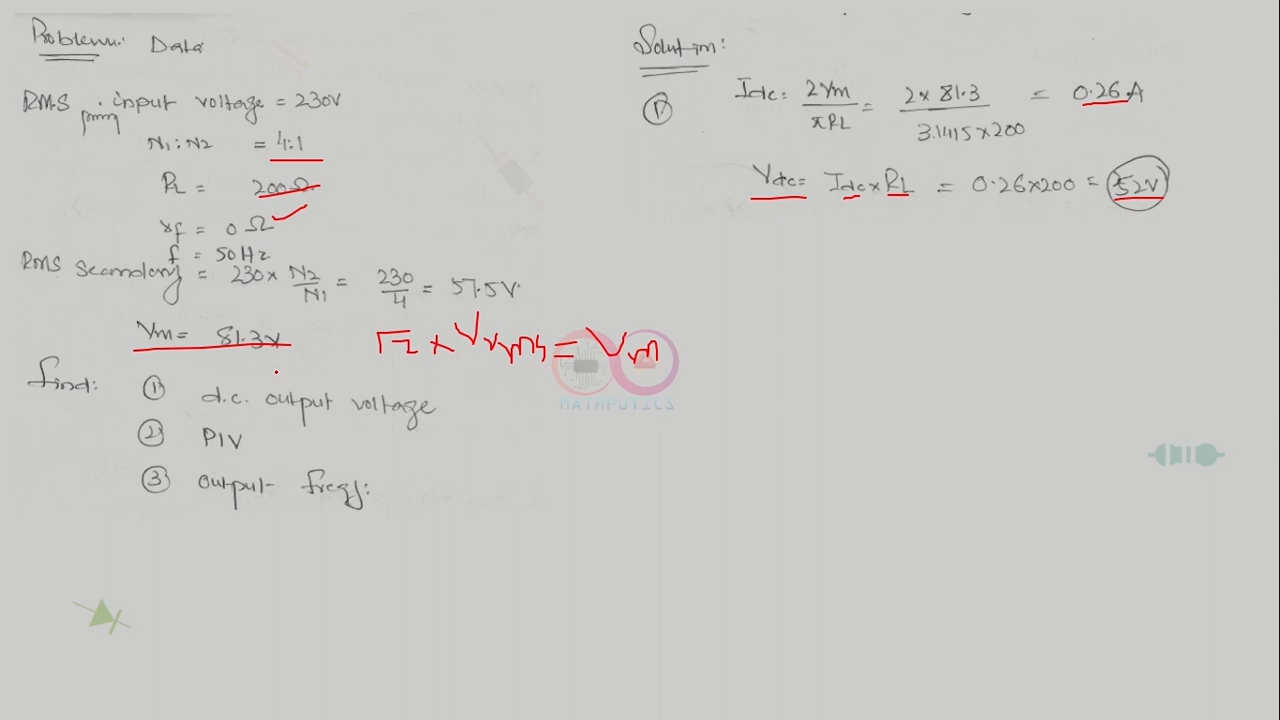 Problem: Data
RMS primary input voltage = 230V
N1:N2 = 4:1
RL = 200Ω
rf = 0 Ω
f = 50Hz
RMS Secondary = 230 x N2/N1 = 230/4 = 57.5V.
Vm = 81.3V
√2 x Vrms = Vm
find: ① d.c. output voltage
② PIV
③ output freq:
MATHPOTICS
Solution:
① Idc = 2Vm/πRL = 2 x 81.3/3.1415 x 200 = 0.26A
Vdc = Idc x RL = 0.26 x 200 = 52V